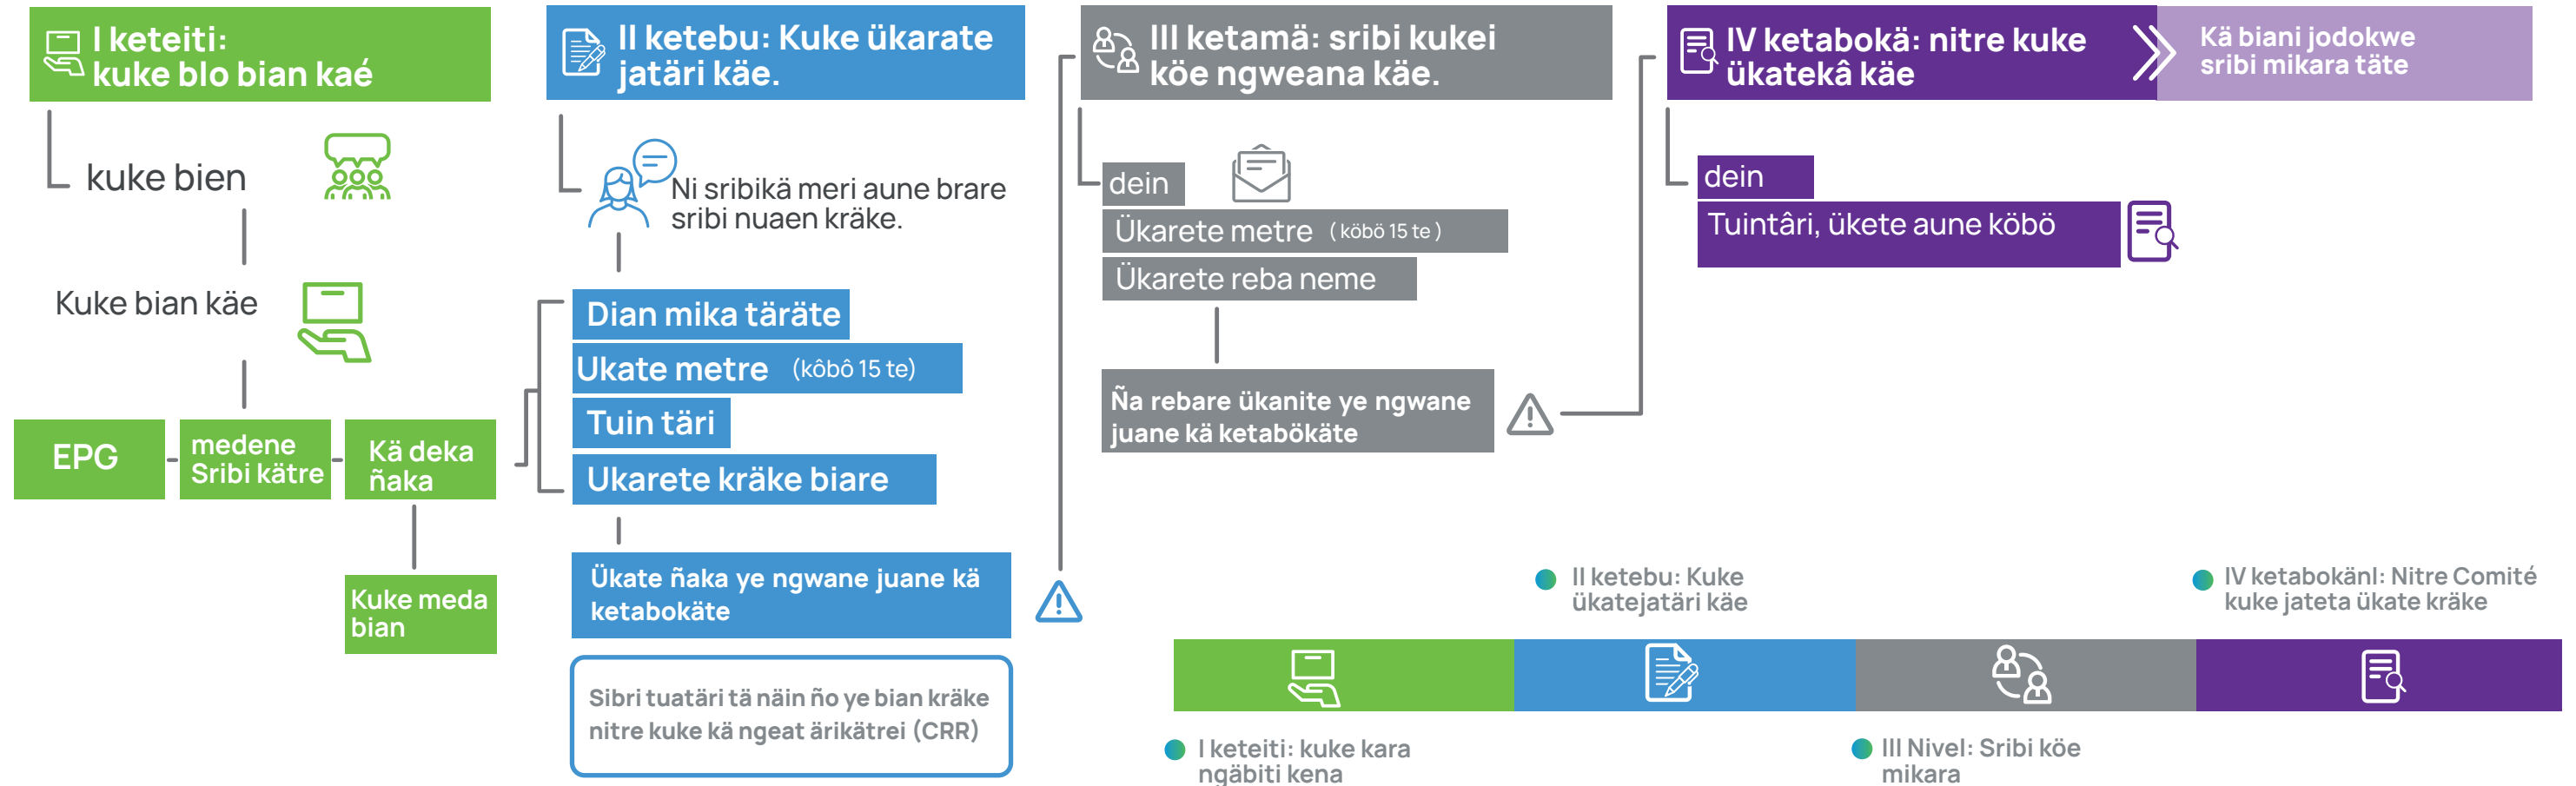 I keteiti:
kuke blo bian kaé
kuke bien
Kuke bian käe
EPG
medene
Sribi kätre
Kä deka
ñaka
Kuke meda
bian
II ketebu: Kuke ükarate
jatäri käe.
Ni sribikä meri aune brare
sribi nuaen kräke.
Dian mika täräte
Ukate metre (kôbô 15 te)
Tuin täri
Ukarete kräke biare
Ükate ñaka ye ngwane juane kä
ketabokäte
Sibri tuatäri tä näin ño ye bian kräke
nitre kuke kä ngeat ärikätrei (CRR)
III ketamä: sribi kukei
köe ngweana käe.
dein
Ükarete metre ( köbö 15 te )
Ükarete reba neme
Ña rebare ükanite ye ngwane
juane kä ketabökäte
IV ketabokä: nitre kuke
ükatekâ käe
Kä biani jodokwe
sribi mikara täte
dein
Tuintâri, ükete aune köbö
II ketebu: Kuke
ükatejatäri käe
IV ketabokänl: Nitre Comité
kuke jateta ükate kräke
I keteiti: kuke kara
ngäbiti kena
III Nivel: Sribi köe
mikara